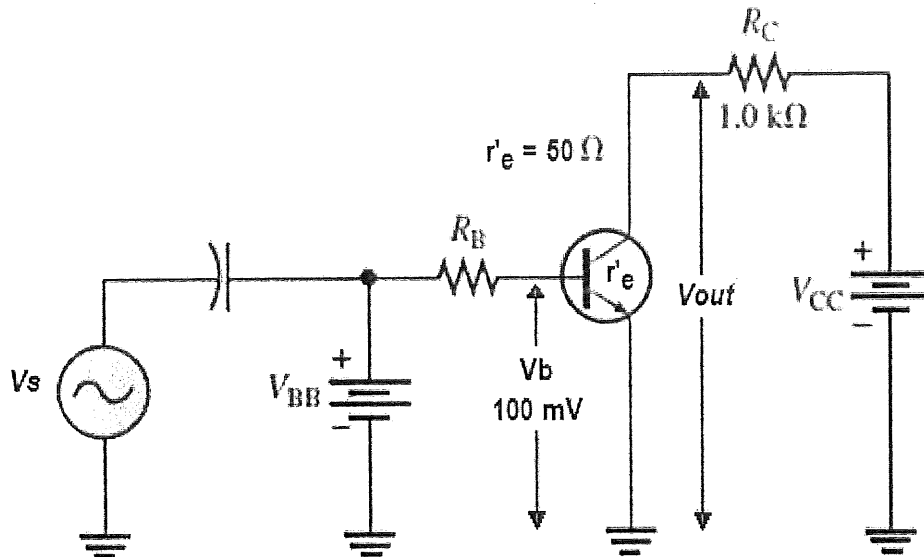 R_C
1.0 kΩ
r'e = 50 Ω
R_B
r'e
+
Vout
V_CC
−
Vs
+
V_BB
−
Vb
100 mV